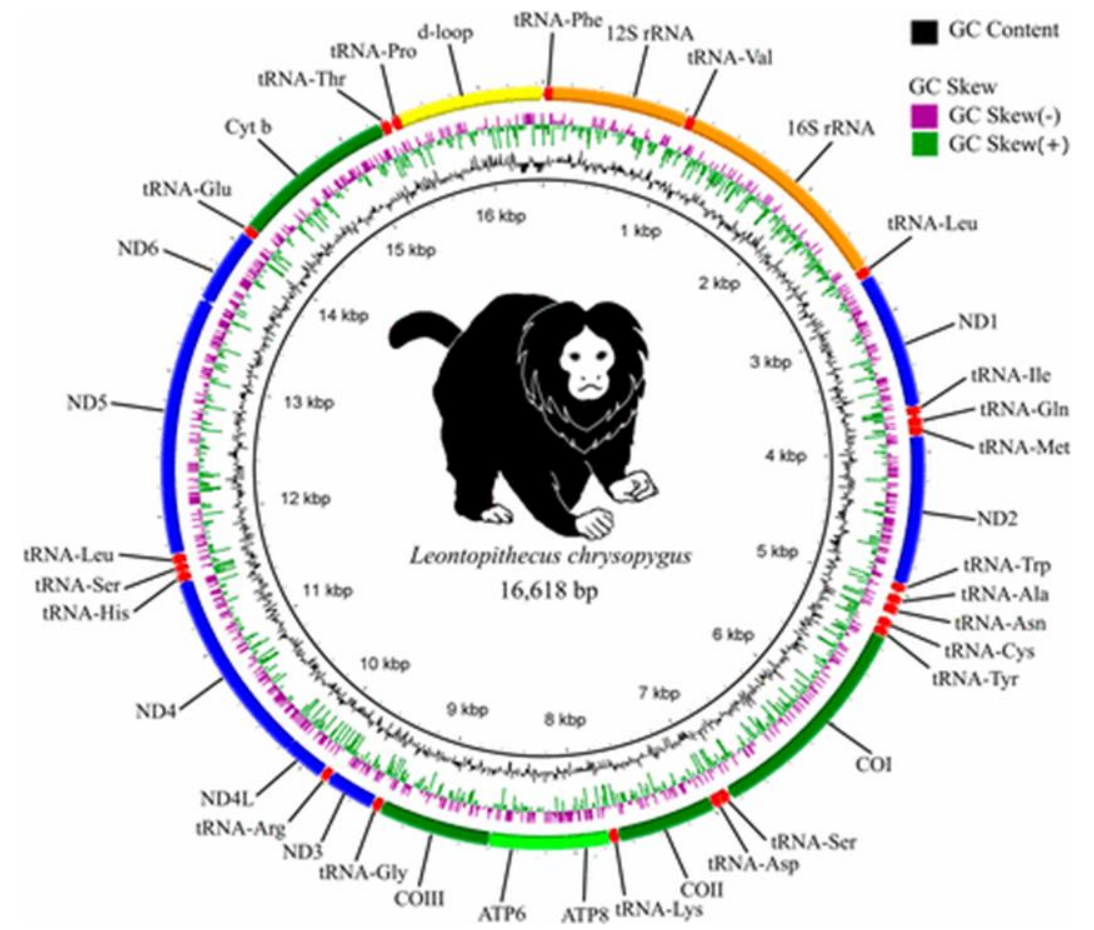 tRNA-Phe
12S rRNA
tRNA-Val
16S rRNA
tRNA-Leu
ND1
tRNA-Ile
tRNA-Gln
tRNA-Met
ND2
tRNA-Trp
tRNA-Ala
tRNA-Asn
tRNA-Cys
tRNA-Tyr
COI
tRNA-Ser
tRNA-Asp
COII
tRNA-Lys
ATP8
ATP6
COIII
tRNA-Gly
ND3
tRNA-Arg
ND4L
ND4
tRNA-His
tRNA-Ser
tRNA-Leu
ND5
ND6
tRNA-Glu
Cyt b
tRNA-Thr
tRNA-Pro
d-loop
GC Content
GC Skew
GC Skew(-)
GC Skew(+)
1 kbp
2 kbp
3 kbp
4 kbp
5 kbp
6 kbp
7 kbp
8 kbp
9 kbp
10 kbp
11 kbp
12 kbp
13 kbp
14 kbp
15 kbp
16 kbp
Leontopithecus chrysopygus
16,618 bp